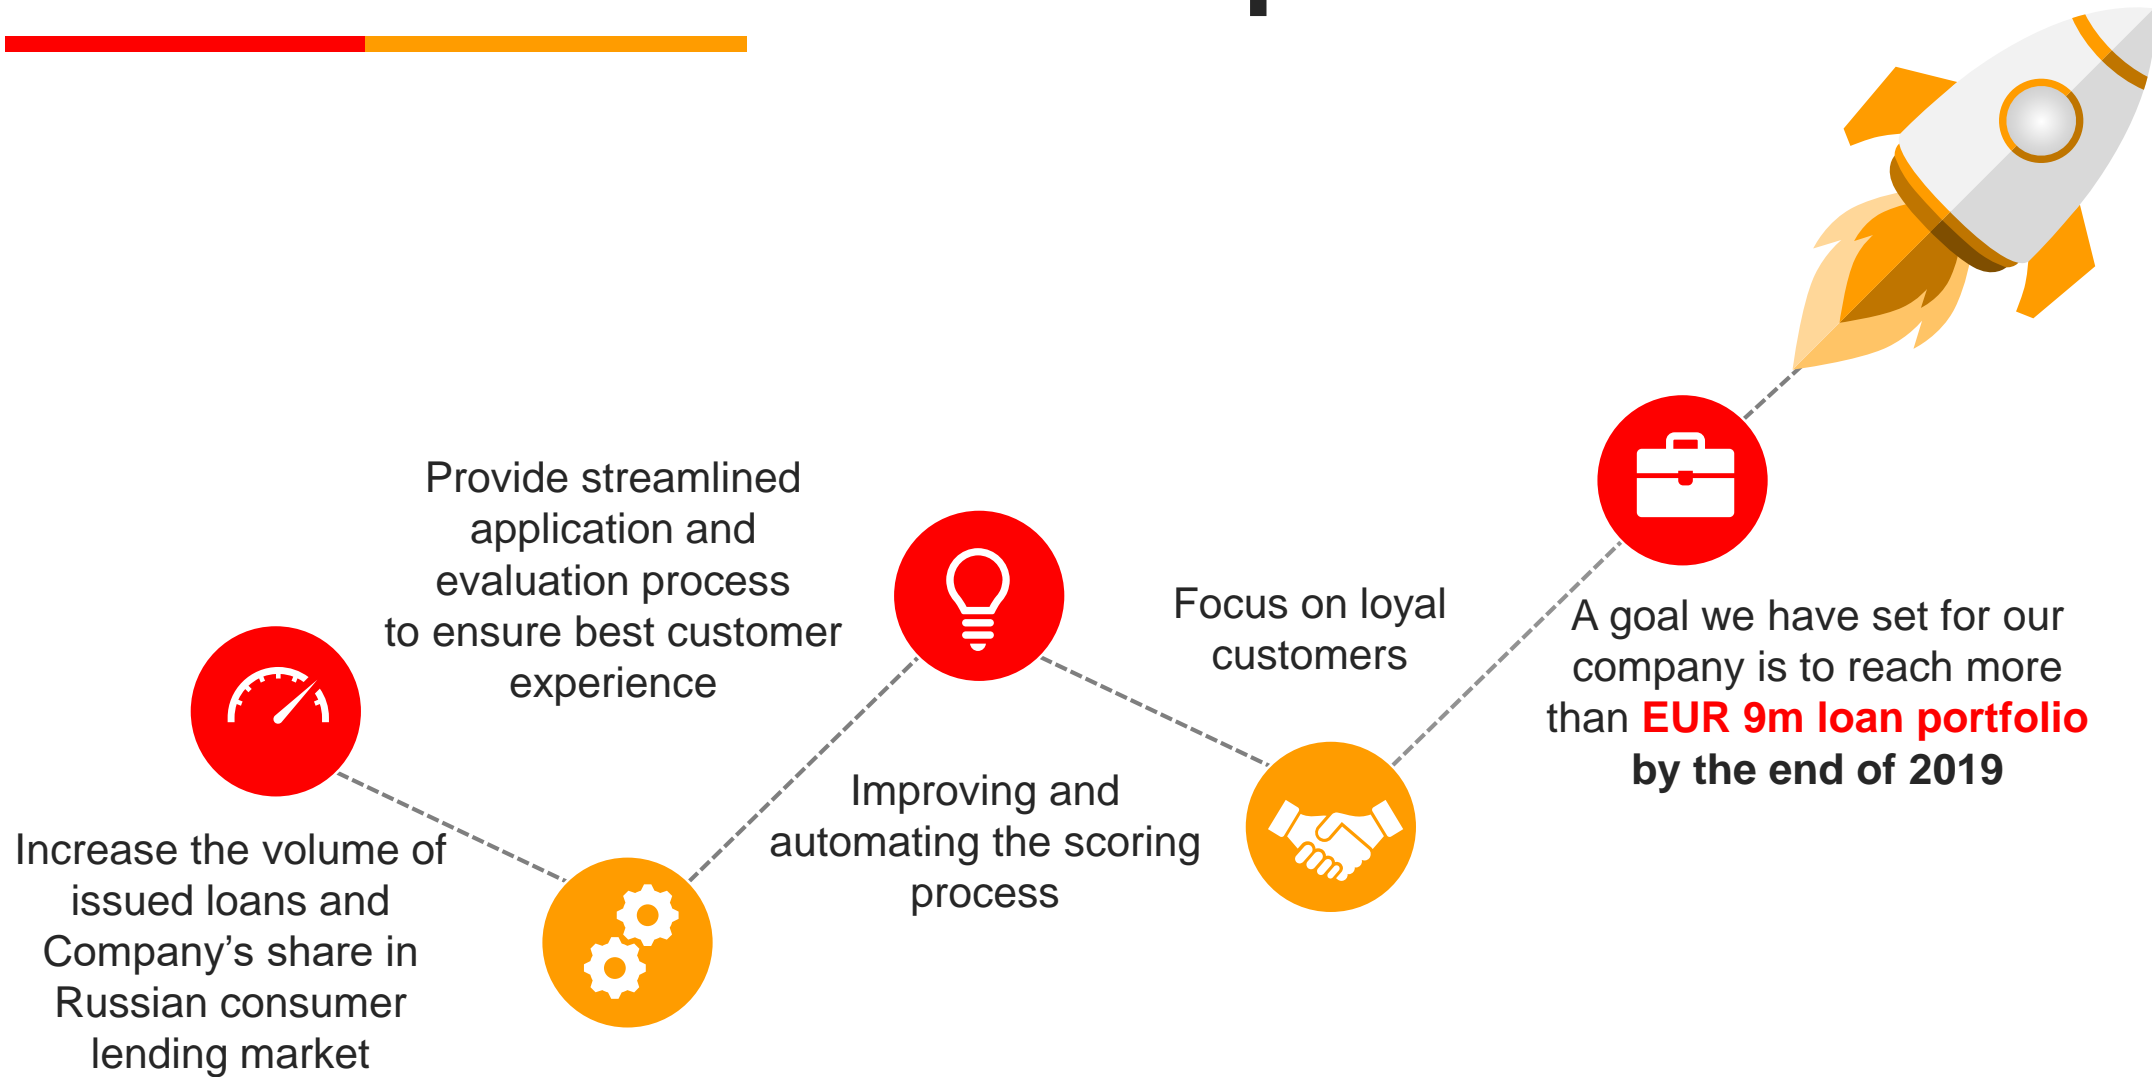 Increase the volume of
issued loans and
Company’s share in
Russian consumer
lending market
Provide streamlined
application and
evaluation process
to ensure best customer
experience
Improving and
automating the scoring
process
Focus on loyal
customers
A goal we have set for our
company is to reach more
than EUR 9m loan portfolio
by the end of 2019